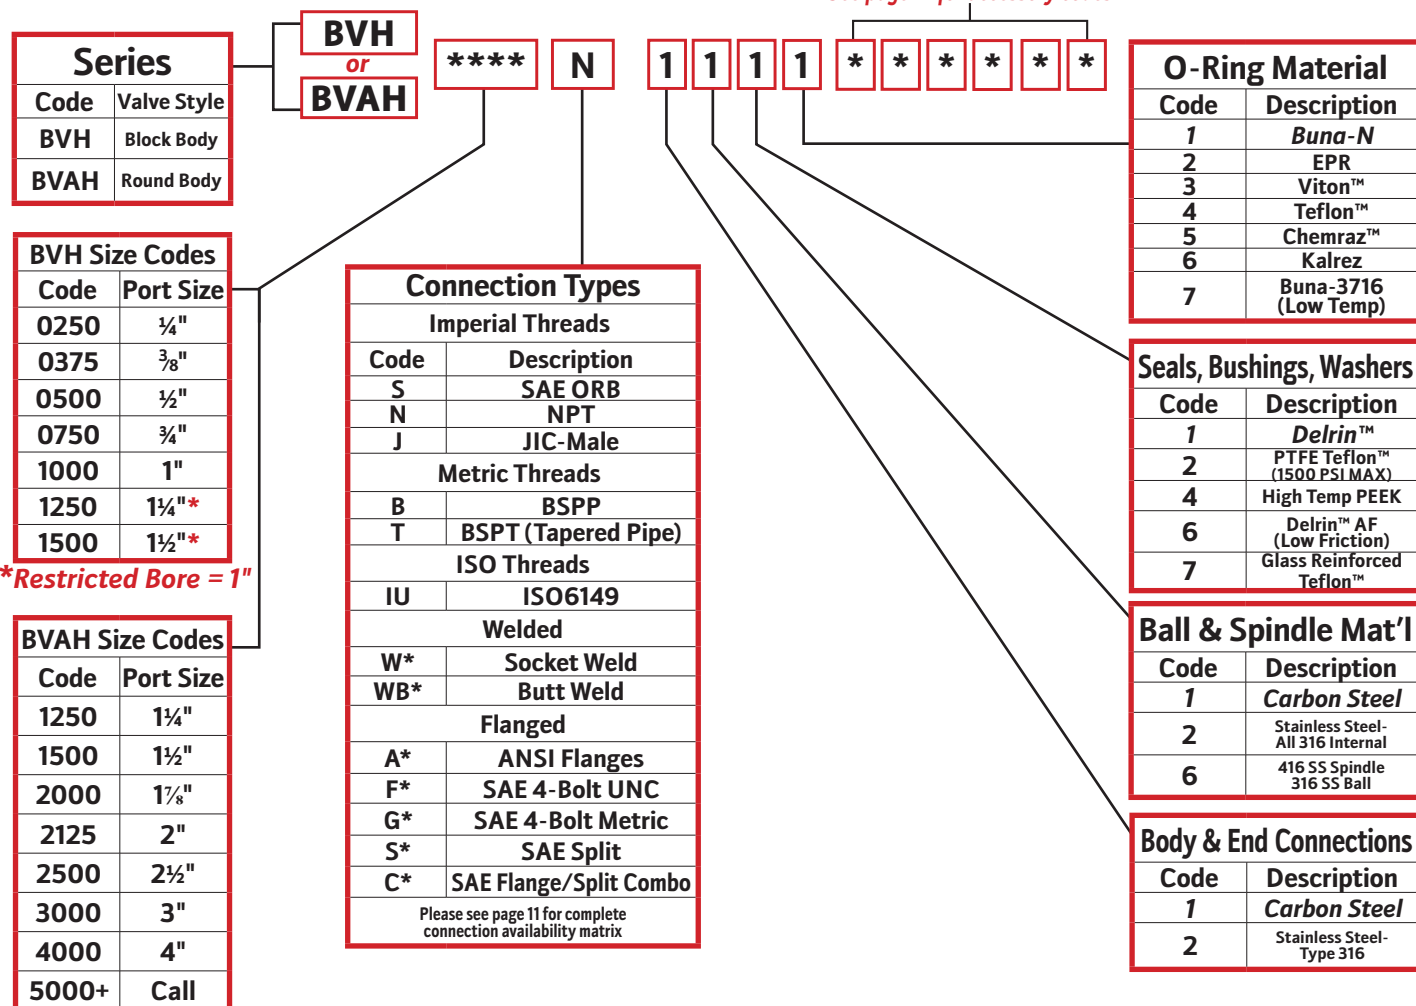 BVH
or
BVAH
****
N
1 1 1 1 * * * * * *
Series
Code Valve Style
BVH Block Body
BVAH Round Body
BVH Size Codes
Code Port Size
0250 ¼"
0375 ⅜"
0500 ½"
0750 ¾"
1000 1"
1250 1¼"*
1500 1½"*
*Restricted Bore = 1"
BVAH Size Codes
Code Port Size
1250 1¼"
1500 1½"
2000 1⅞"
2125 2"
2500 2½"
3000 3"
4000 4"
5000+ Call
Connection Types
Imperial Threads
Code Description
S SAE ORB
N NPT
J JIC-Male
Metric Threads
B BSPP
T BSPT (Tapered Pipe)
ISO Threads
IU ISO6149
Welded
W* Socket Weld
WB* Butt Weld
Flanged
A* ANSI Flanges
F* SAE 4-Bolt UNC
G* SAE 4-Bolt Metric
S* SAE Split
C* SAE Flange/Split Combo
Please see page 11 for complete
connection availability matrix
O-Ring Material
Code Description
1 Buna-N
2 EPR
3 Viton™
4 Teflon™
5 Chemraz™
6 Kalrez
7 Buna-3716
(Low Temp)
Seals, Bushings, Washers
Code Description
1 Delrin™
2 PTFE Teflon™
(1500 PSI MAX)
4 High Temp PEEK
6 Delrin™ AF
(Low Friction)
7 Glass Reinforced
Teflon™
Ball & Spindle Mat'l
Code Description
1 Carbon Steel
2 Stainless Steel-
All 316 Internal
6 416 SS Spindle
316 SS Ball
Body & End Connections
Code Description
1 Carbon Steel
2 Stainless Steel-
Type 316